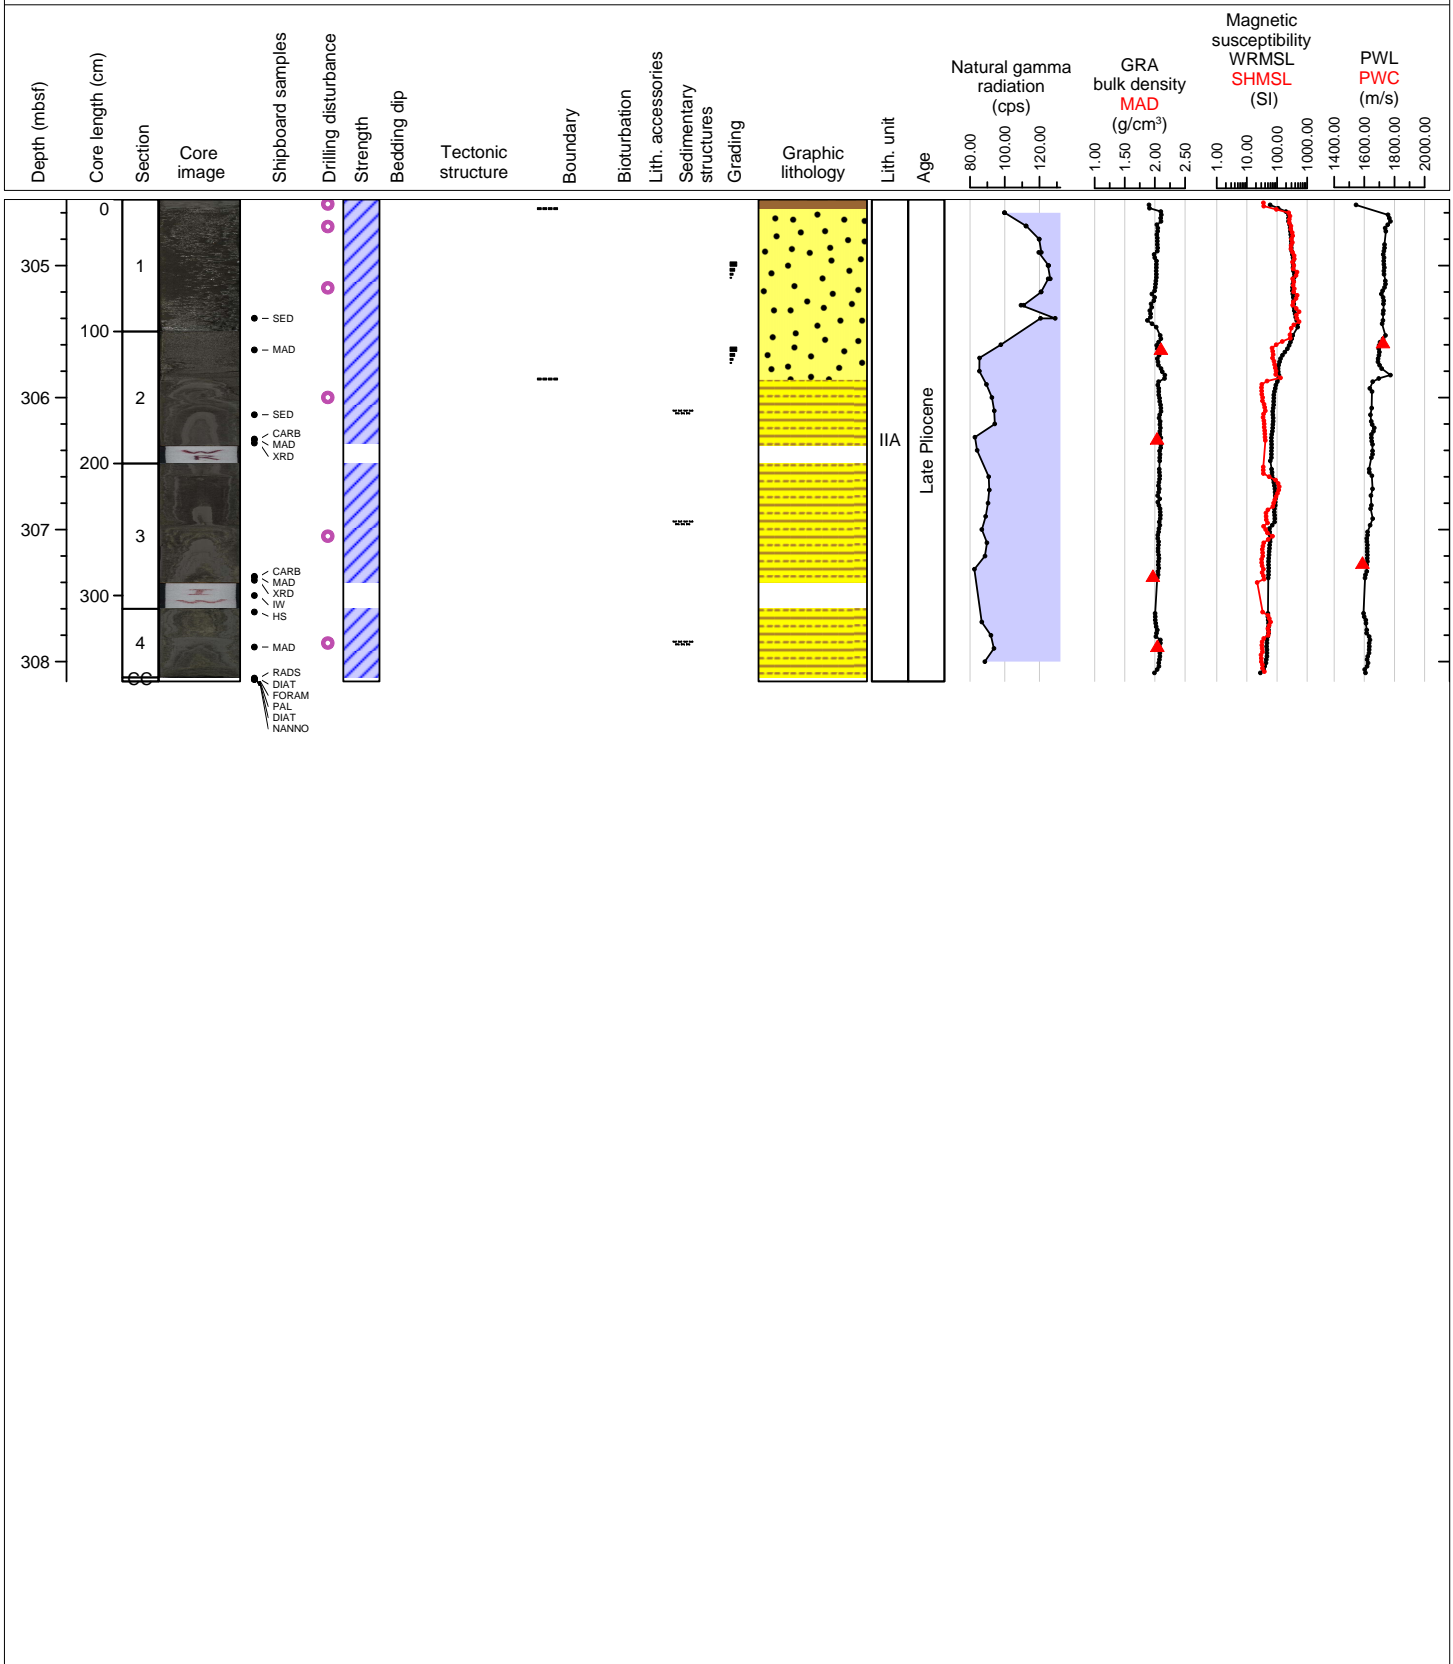 Depth (mbsf)
Core length (cm)
Section
Core
image
Shipboard samples
Drilling disturbance
Strength
Bedding dip
Tectonic
structure
Boundary
Bioturbation
Lith. accessories
Sedimentary
structures
Grading
Graphic
lithology
Lith. unit
Age
Natural gamma
radiation
(cps)
80.00
100.00
120.00
GRA
bulk density
MAD
(g/cm³)
1.00
1.50
2.00
2.50
Magnetic
susceptibility
WRMSL
SHMSL
(SI)
1.00
10.00
100.00
1000.00
PWL
PWC
(m/s)
1400.00
1600.00
1800.00
2000.00
0
305
1
SED
100
MAD
306
2
SED
CARB
MAD
XRD
IIA
Late Pliocene
200
307
3
CARB
MAD
XRD
IW
HS
300
4
MAD
308
CC
RADS
DIAT
FORAM
PAL
DIAT
NANNO